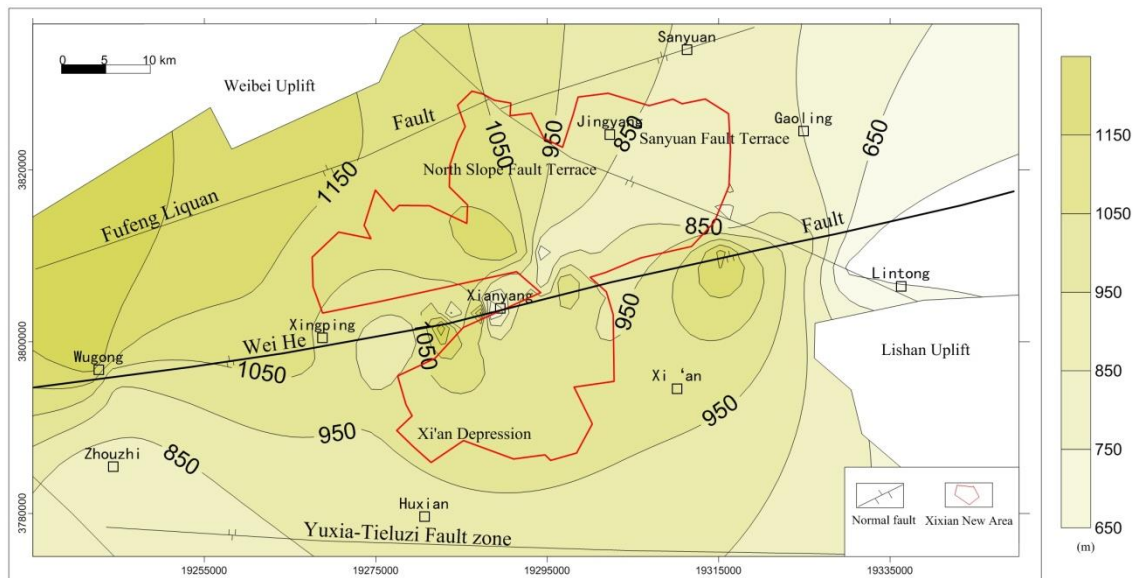 Sanyuan
0 5 10 km
Weibei Uplift
1150
Fault
1050
950
Jingyang
850
Sanyuan Fault Terrace
Gaoling
650
3820000
1150
North Slope Fault Terrace
1050
Fufeng Liquan
850
Fault
950
Lintong
Xianyang
950
Xingping
3800000
Wei He
1050
850
Wugong
1050
Lishan Uplift
Xi 'an
950
950
Xi'an Depression
750
Zhouzhi
850
Huxian
3780000
Yuxia-Tieluzi Fault zone
Normal fault
Xixian New Area
650
(m)
19255000
19275000
19295000
19315000
19335000